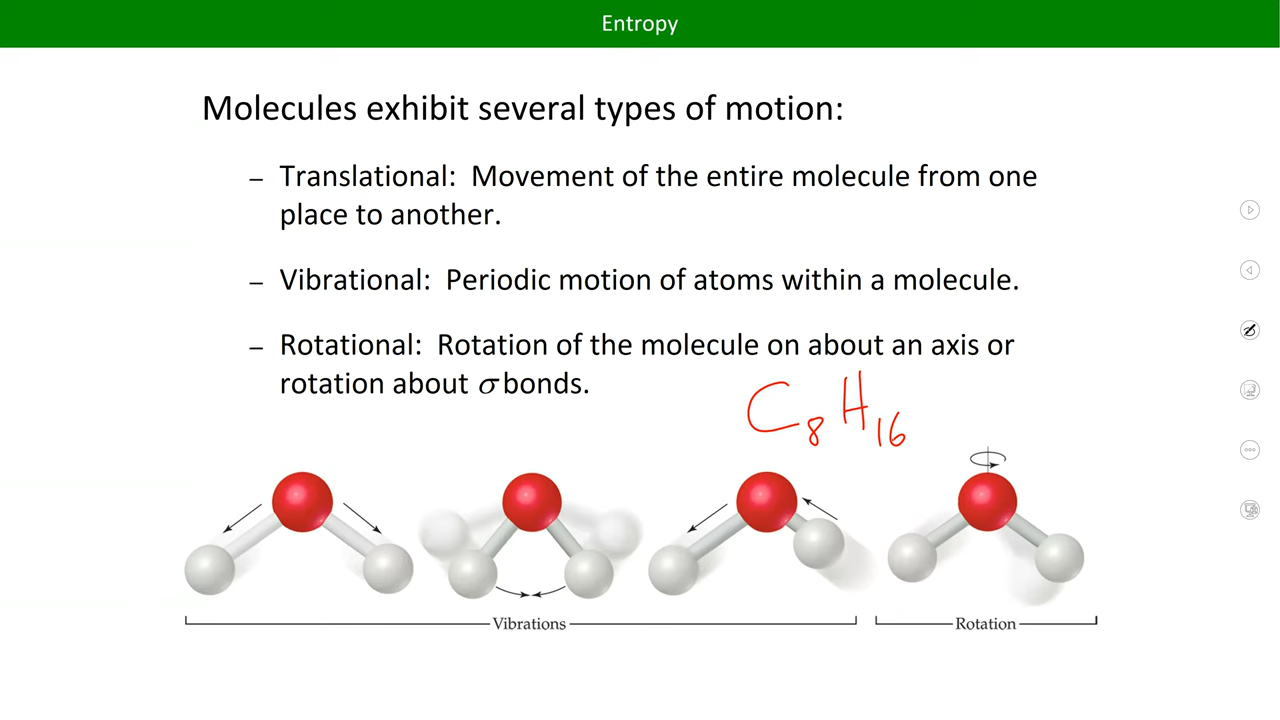 Entropy
Molecules exhibit several types of motion:
– Translational: Movement of the entire molecule from one
place to another.
– Vibrational: Periodic motion of atoms within a molecule.
– Rotational: Rotation of the molecule on about an axis or
rotation about σ bonds.
C₈H₁₆
Vibrations
Rotation